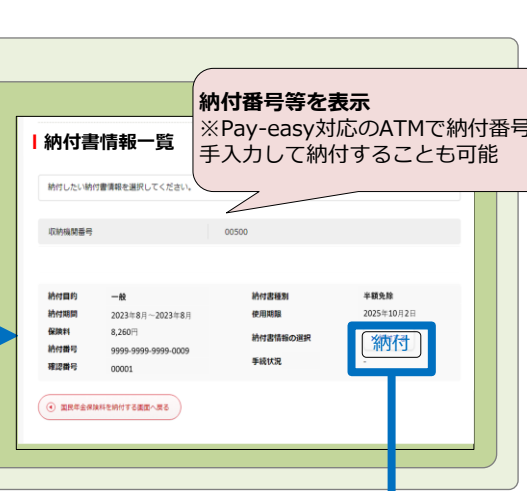 納付番号等を表示
※Pay-easy対応のATMで納付番号
手入力して納付することも可能
納付書情報一覧
納付したい納付書情報を選択してください。
収納機関番号 00500
納付目的 一般 納付書種別 半額免除
納付期間 2023年8月～2023年8月 使用期限 2025年10月2日
保険料 8,260円 納付書情報の選択 納付
納付番号 9999-9999-9999-0009 手続状況 -
確認番号 00001
国民年金保険料を納付する画面へ戻る